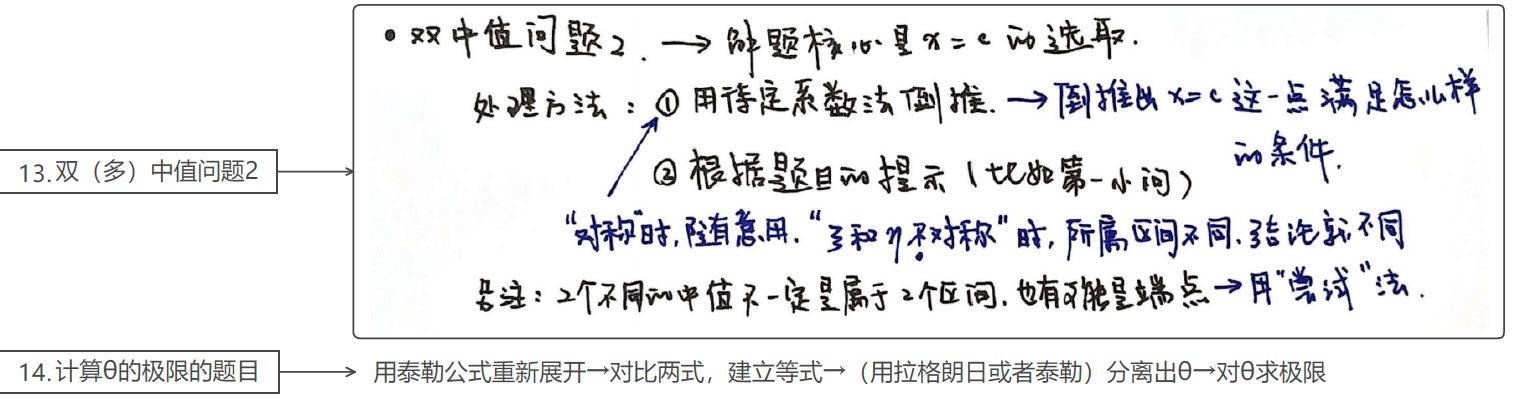 13.双（多）中值问题2
• 双中值问题2. → 解题核心是x=c的选取.
处理方法：① 用待定系数法倒推. → 倒推出x=c这一点满足怎么样
的条件.
② 根据题目的提示（比如第一小问）
“对称”时,随意用.“ξ和η不对称”时,所属区间不同.结论就不同
备注：2个不同的中值不一定是属于2个区间.也有可能是端点→用“尝试”法.
14.计算θ的极限的题目
用泰勒公式重新展开→对比两式，建立等式→（用拉格朗日或者泰勒）分离出θ→对θ求极限